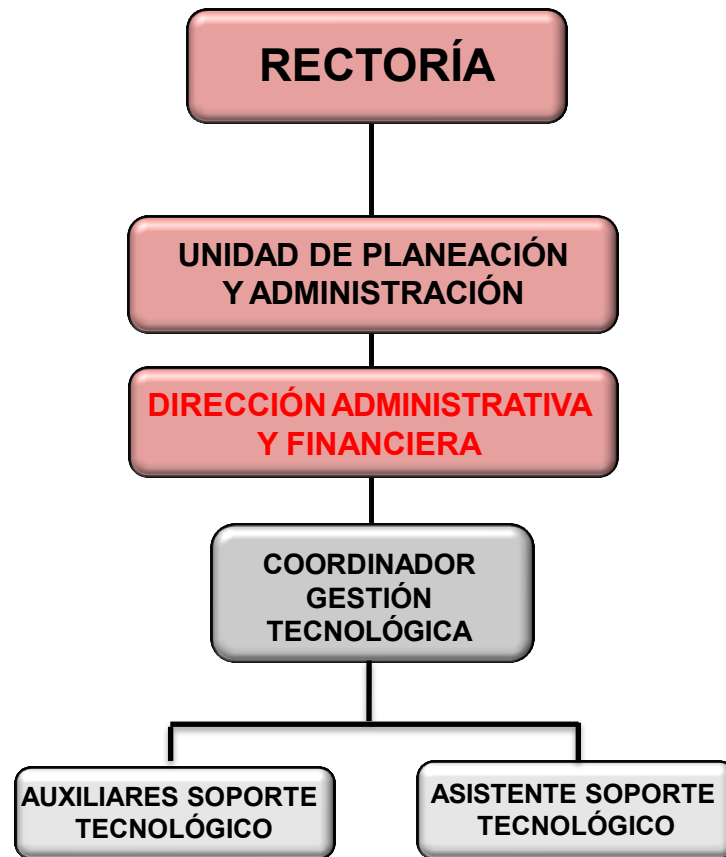 RECTORÍA
UNIDAD DE PLANEACIÓN
Y ADMINISTRACIÓN
DIRECCIÓN ADMINISTRATIVA
Y FINANCIERA
COORDINADOR
GESTIÓN
TECNOLÓGICA
AUXILIARES SOPORTE
TECNOLÓGICO
ASISTENTE SOPORTE
TECNOLÓGICO